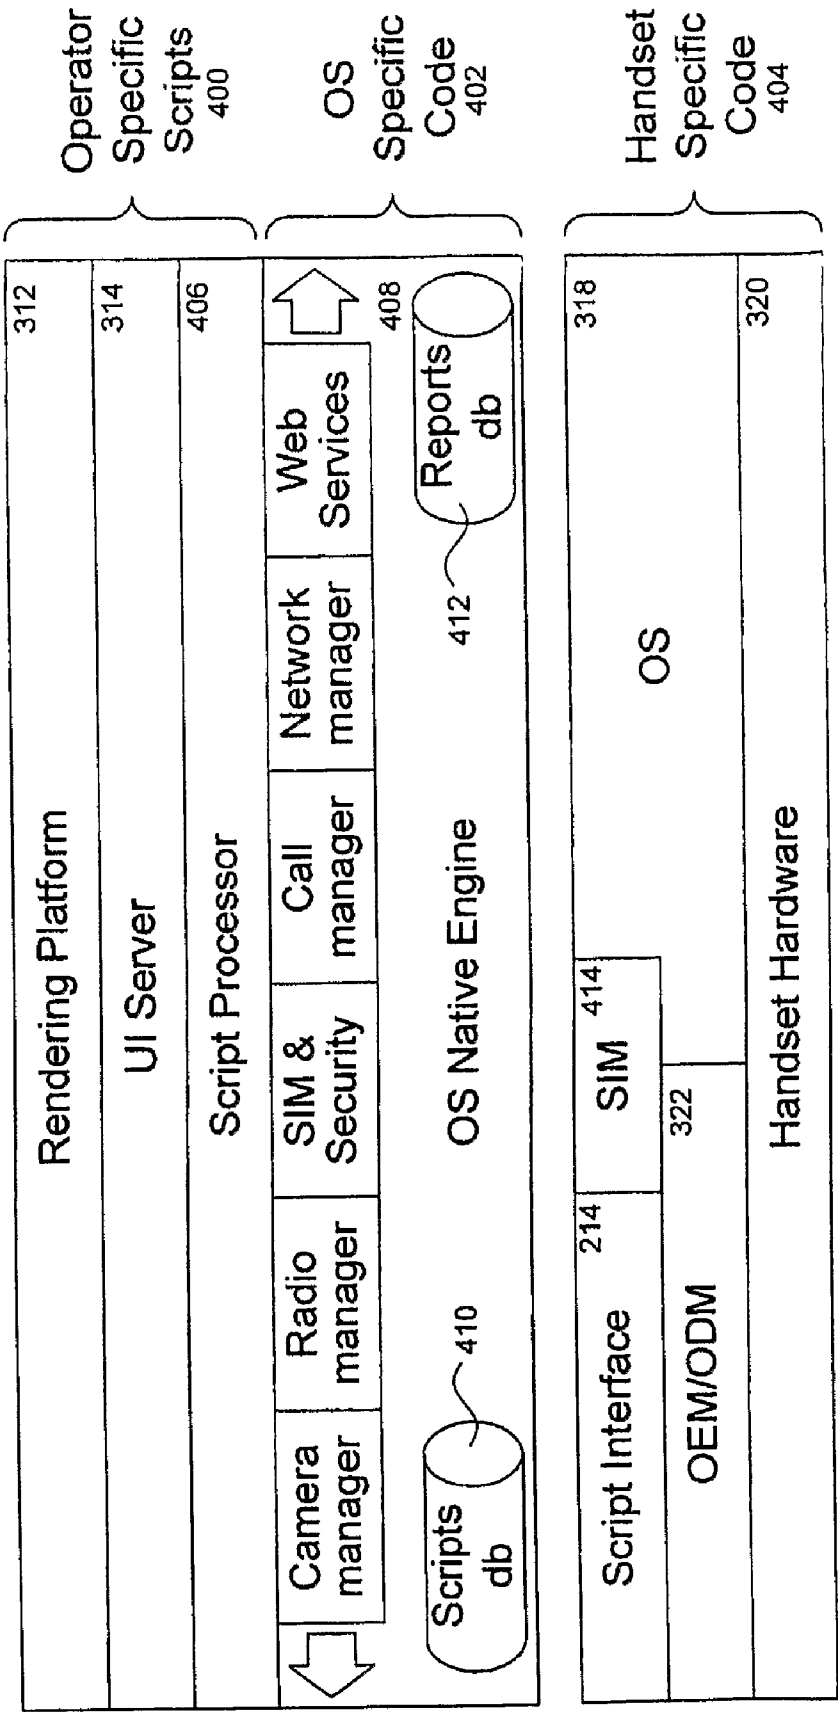 Rendering Platform
312
UI Server
314
Script Processor
406
Operator
Specific
Scripts
400
Camera
manager
Radio
manager
SIM &
Security
Call
manager
Network
manager
Web
Services
Scripts
db
410
OS Native Engine
408
Reports
db
412
OS
Specific
Code
402
Script Interface
214
SIM
414
OS
318
OEM/ODM
322
Handset Hardware
320
Handset
Specific
Code
404